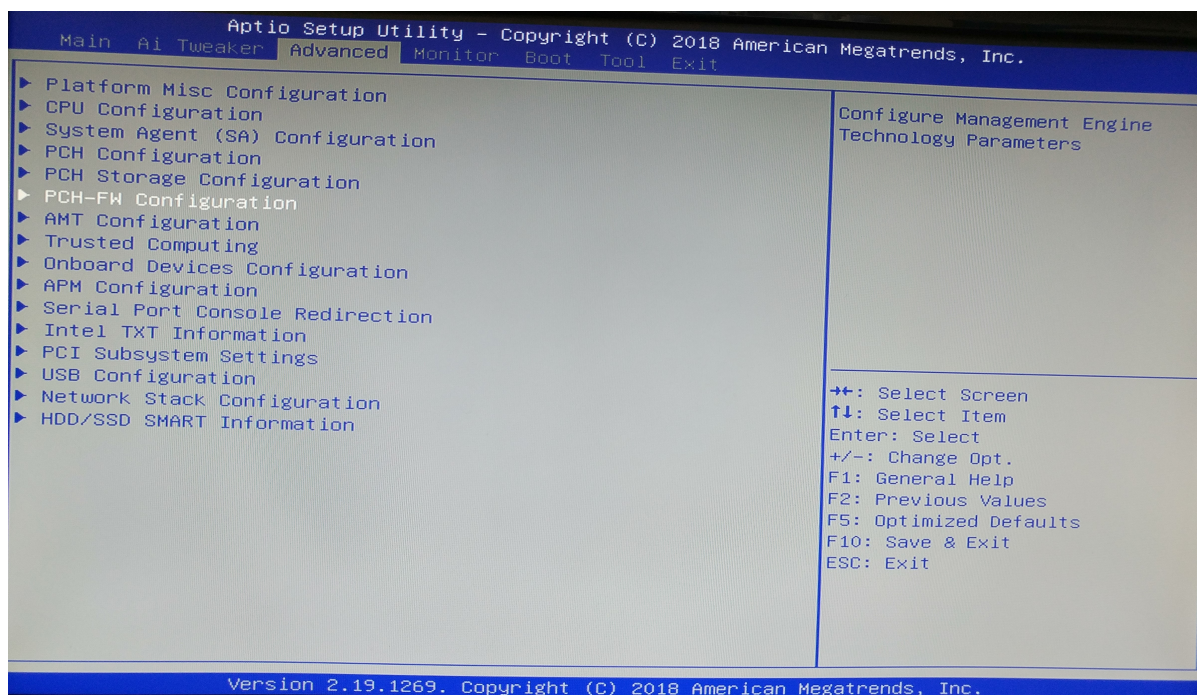 Aptio Setup Utility – Copyright (C) 2018 American Megatrends, Inc.
Main Ai Tweaker Advanced Monitor Boot Tool Exit
Platform Misc Configuration
CPU Configuration
System Agent (SA) Configuration
PCH Configuration
PCH Storage Configuration
PCH-FW Configuration
AMT Configuration
Trusted Computing
Onboard Devices Configuration
APM Configuration
Serial Port Console Redirection
Intel TXT Information
PCI Subsystem Settings
USB Configuration
Network Stack Configuration
HDD/SSD SMART Information
Configure Management Engine
Technology Parameters
→←: Select Screen
↑↓: Select Item
Enter: Select
+/-: Change Opt.
F1: General Help
F2: Previous Values
F5: Optimized Defaults
F10: Save & Exit
ESC: Exit
Version 2.19.1269. Copyright (C) 2018 American Megatrends, Inc.